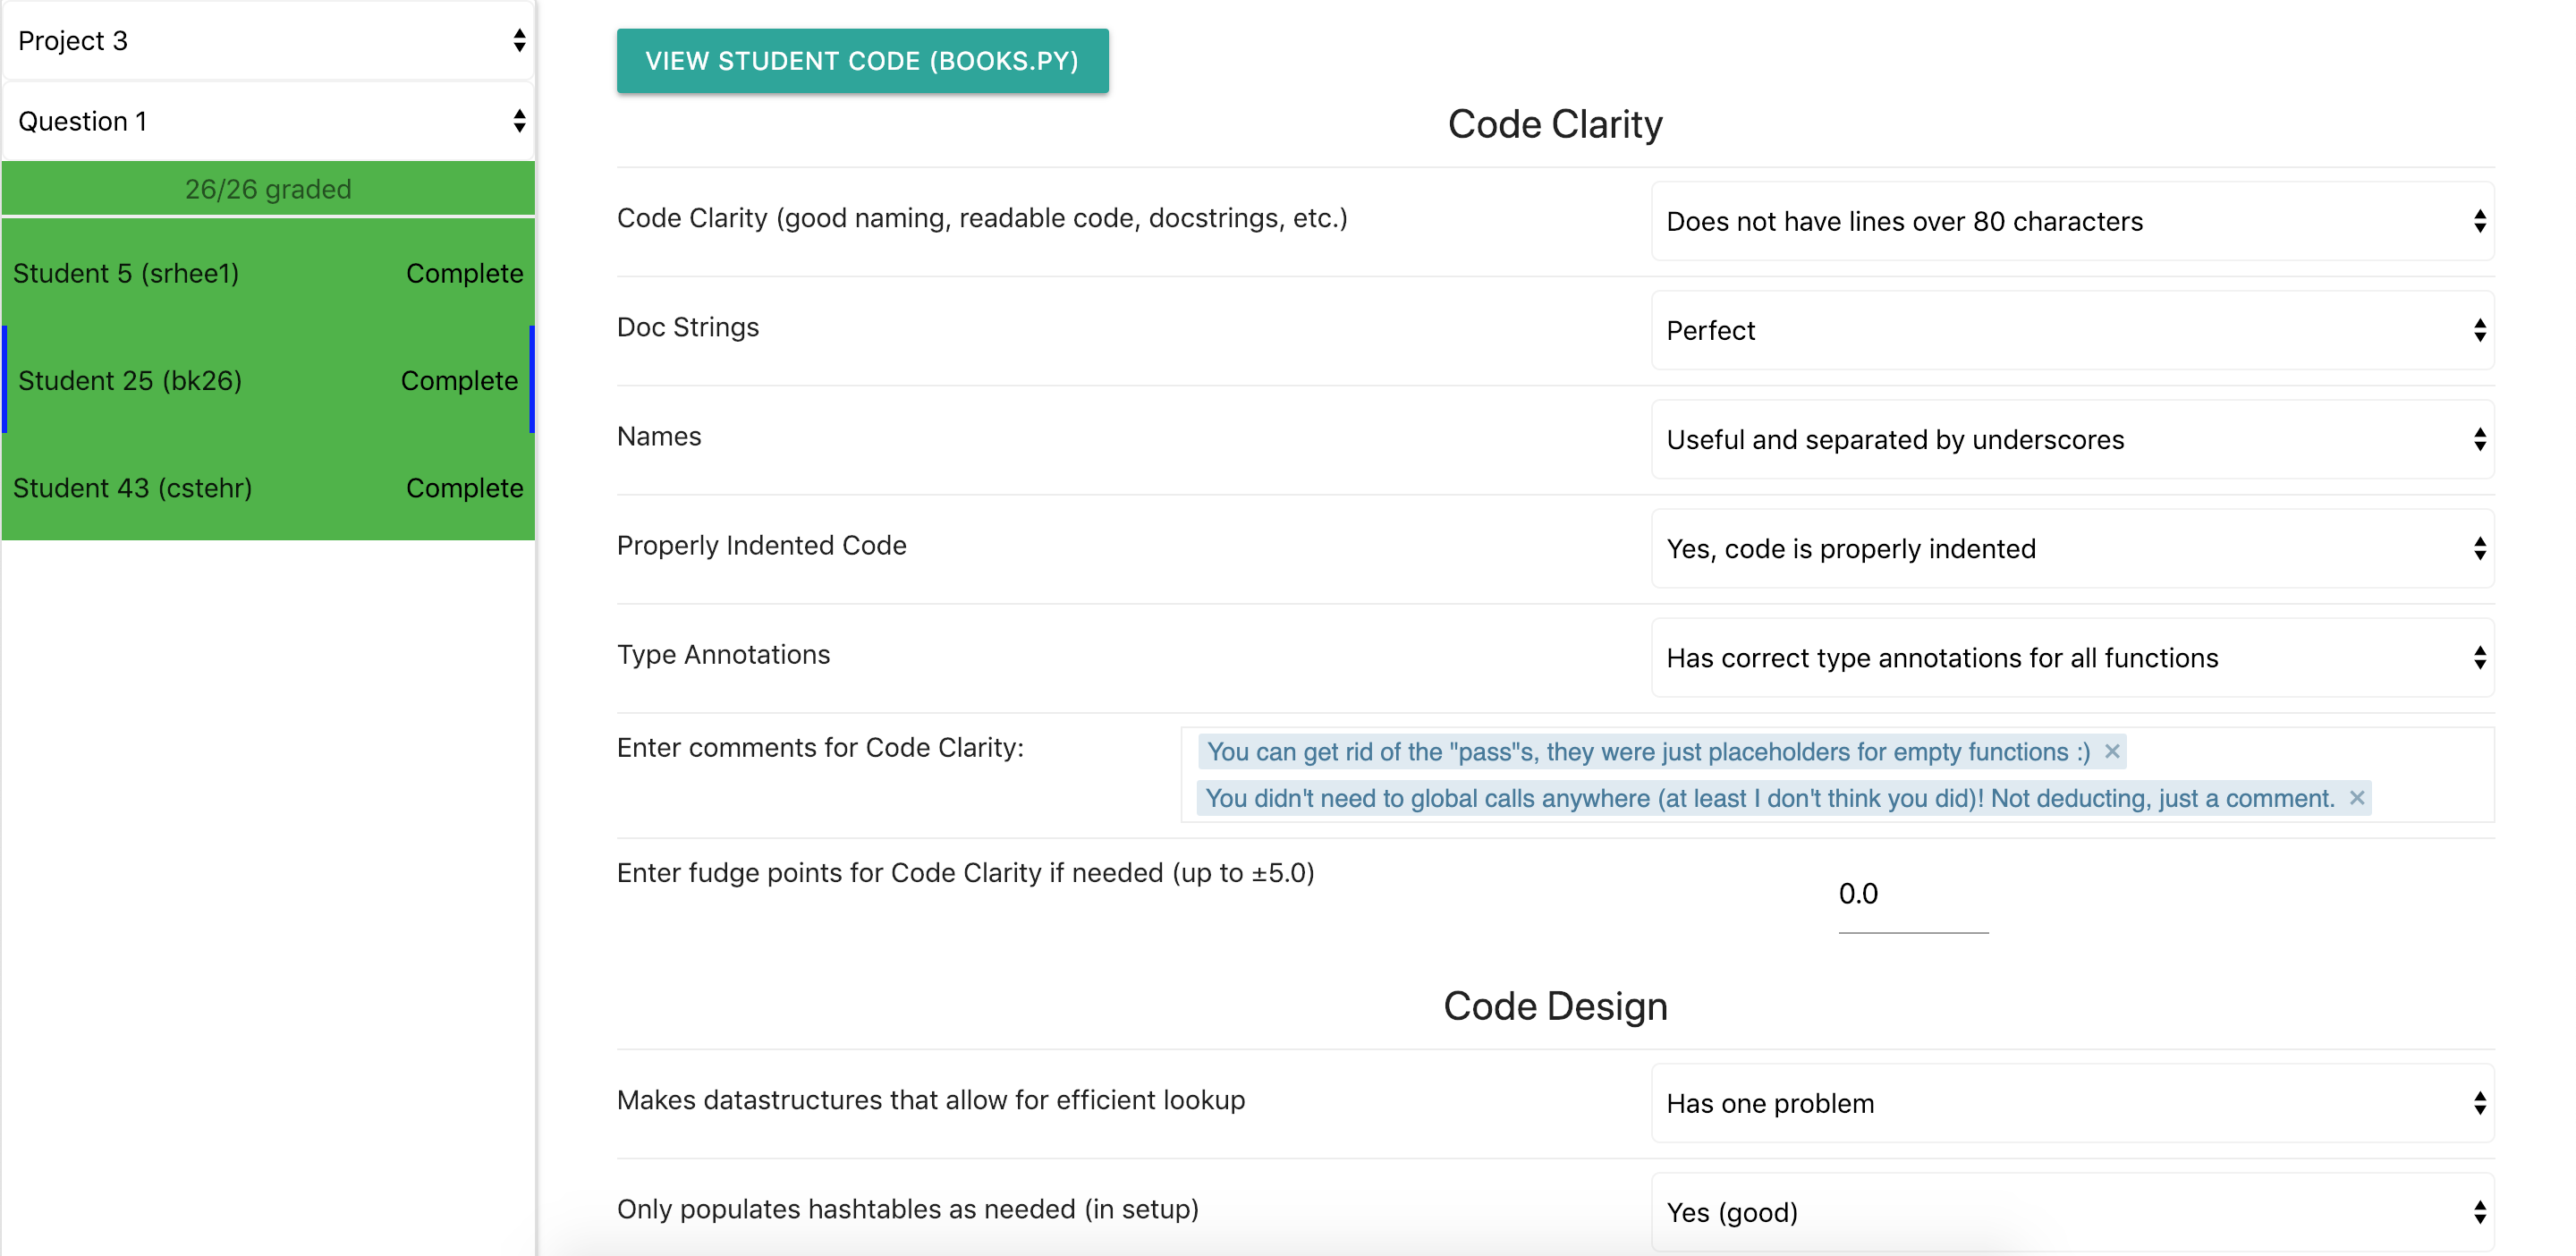 Project 3
Question 1
26/26 graded
Student 5 (srhee1) Complete
Student 25 (bk26) Complete
Student 43 (cstehr) Complete
VIEW STUDENT CODE (BOOKS.PY)
Code Clarity
Code Clarity (good naming, readable code, docstrings, etc.) Does not have lines over 80 characters
Doc Strings Perfect
Names Useful and separated by underscores
Properly Indented Code Yes, code is properly indented
Type Annotations Has correct type annotations for all functions
Enter comments for Code Clarity: You can get rid of the "pass"s, they were just placeholders for empty functions :) ×
You didn't need to global calls anywhere (at least I don't think you did)! Not deducting, just a comment. ×
Enter fudge points for Code Clarity if needed (up to ±5.0) 0.0
Code Design
Makes datastructures that allow for efficient lookup Has one problem
Only populates hashtables as needed (in setup) Yes (good)